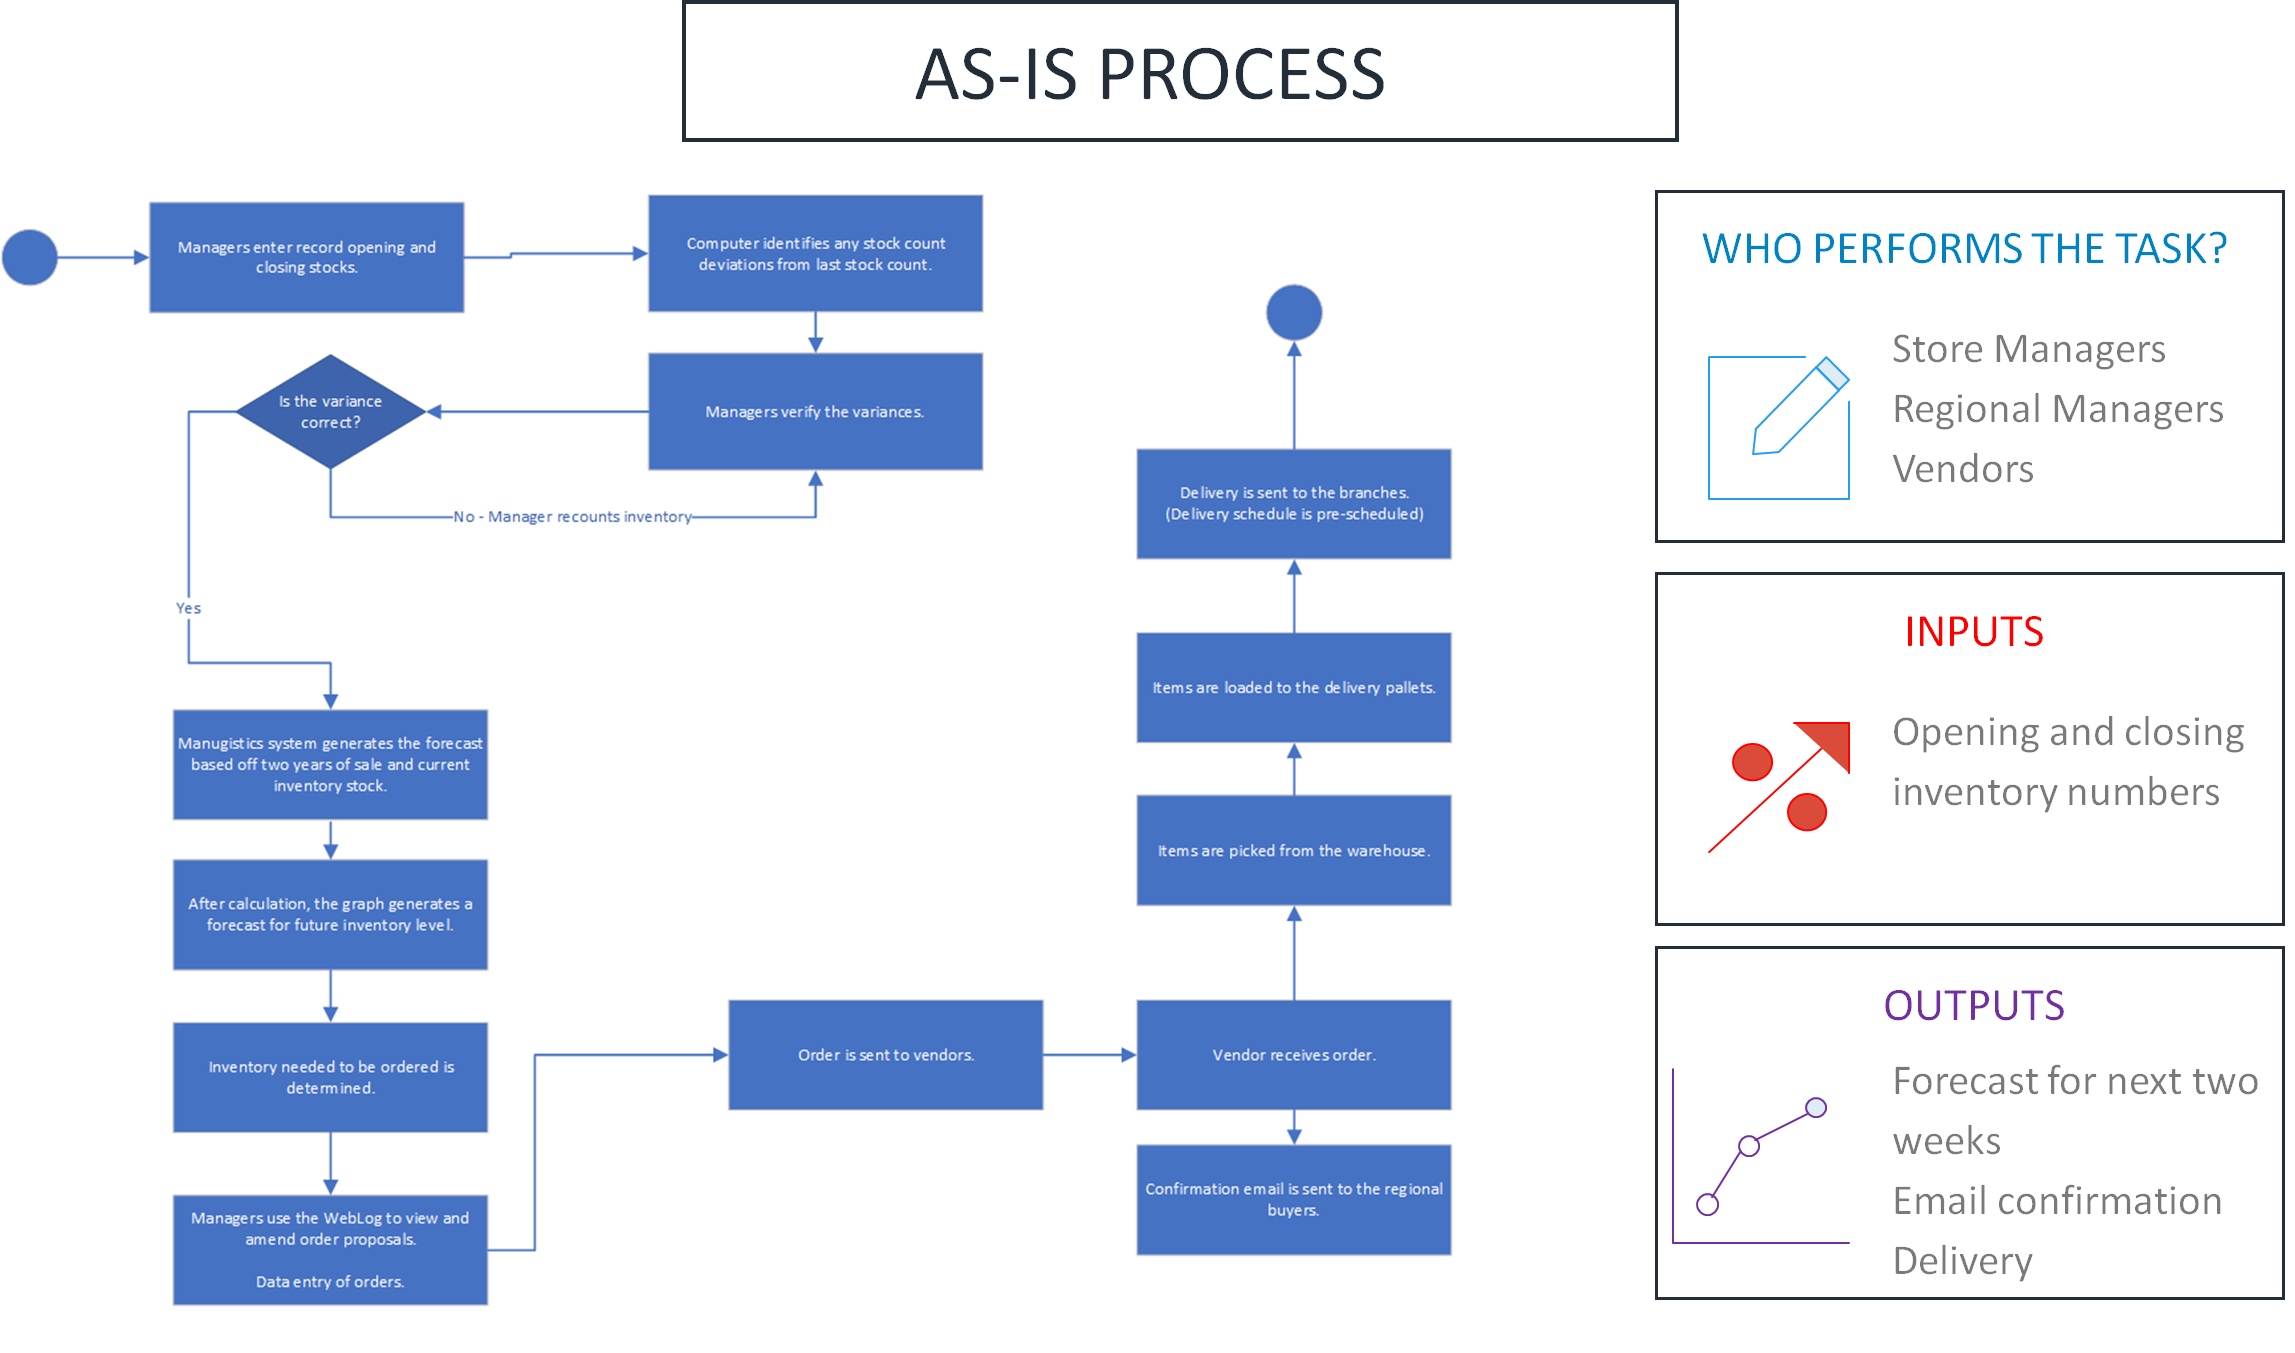 AS-IS PROCESS
Managers enter record opening and
closing stocks.
Computer identifies any stock count
deviations from last stock count.
Managers verify the variances.
Is the variance
correct?
No - Manager recounts inventory
Yes
Manugistics system generates the forecast
based off two years of sale and current
inventory stock.
After calculation, the graph generates a
forecast for future inventory level.
Inventory needed to be ordered is
determined.
Managers use the WebLog to view and
amend order proposals.
Data entry of orders.
Order is sent to vendors.
Vendor receives order.
Confirmation email is sent to the regional
buyers.
Items are picked from the warehouse.
Items are loaded to the delivery pallets.
Delivery is sent to the branches.
(Delivery schedule is pre-scheduled)
WHO PERFORMS THE TASK?
Store Managers
Regional Managers
Vendors
INPUTS
Opening and closing
inventory numbers
OUTPUTS
Forecast for next two
weeks
Email confirmation
Delivery